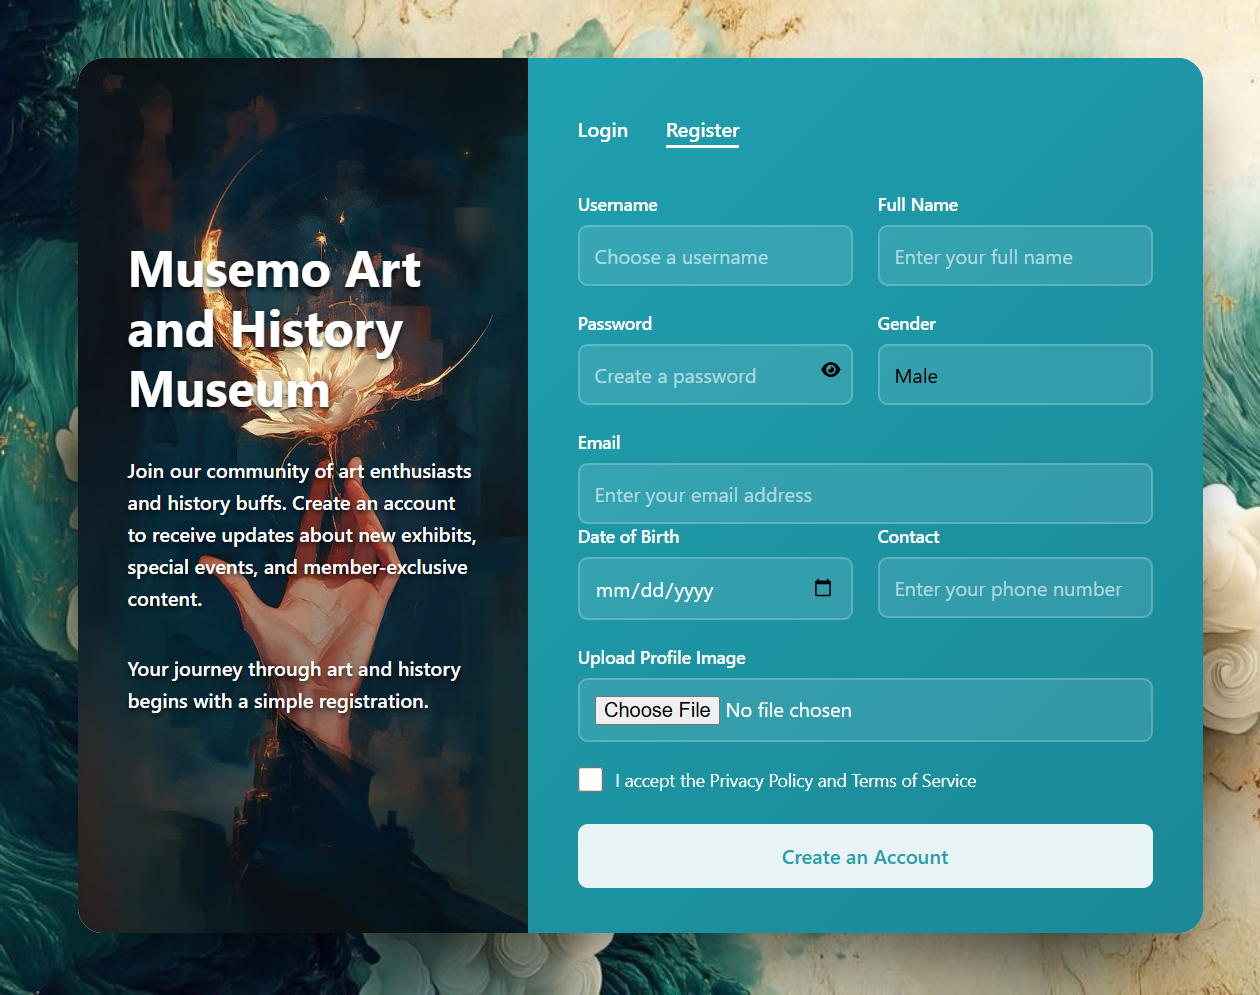 Musemo Art
and History
Museum
Join our community of art enthusiasts
and history buffs. Create an account
to receive updates about new exhibits,
special events, and member-exclusive
content.
Your journey through art and history
begins with a simple registration.
Login Register
Username Full Name
Choose a username Enter your full name
Password Gender
Create a password Male
Email
Enter your email address
Date of Birth Contact
mm/dd/yyyy Enter your phone number
Upload Profile Image
Choose File No file chosen
I accept the Privacy Policy and Terms of Service
Create an Account